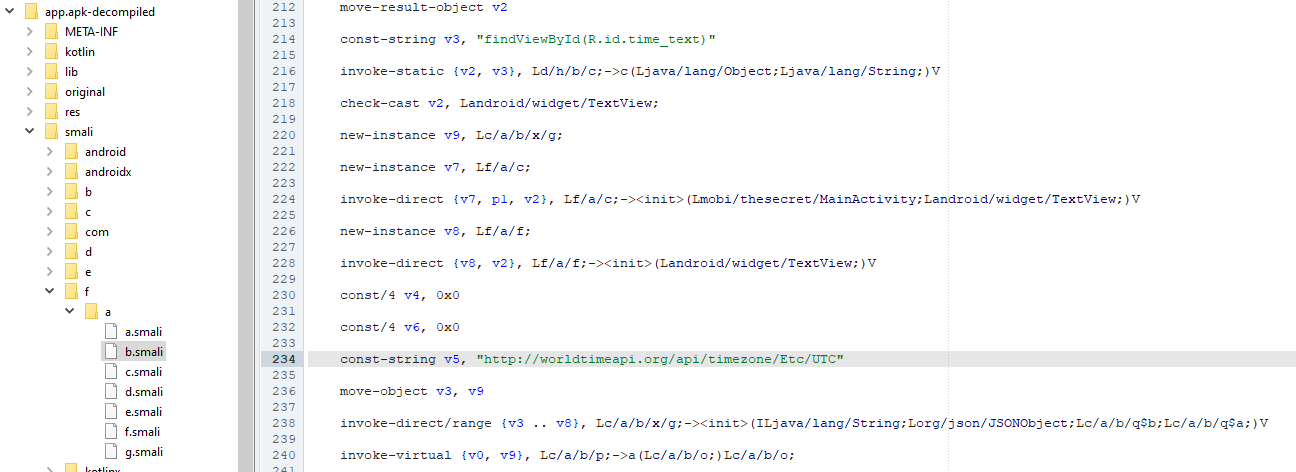 app.apk-decompiled
META-INF
kotlin
lib
original
res
smali
android
androidx
b
c
com
d
e
f
a
a.smali
b.smali
c.smali
d.smali
e.smali
f.smali
g.smali
kotlinx
212 move-result-object v2
213
214 const-string v3, "findViewById(R.id.time_text)"
215
216 invoke-static {v2, v3}, Ld/h/b/c;->c(Ljava/lang/Object;Ljava/lang/String;)V
217
218 check-cast v2, Landroid/widget/TextView;
219
220 new-instance v9, Lc/a/b/x/g;
221
222 new-instance v7, Lf/a/c;
223
224 invoke-direct {v7, p1, v2}, Lf/a/c;-><init>(Lmobi/thesecret/MainActivity;Landroid/widget/TextView;)V
225
226 new-instance v8, Lf/a/f;
227
228 invoke-direct {v8, v2}, Lf/a/f;-><init>(Landroid/widget/TextView;)V
229
230 const/4 v4, 0x0
231
232 const/4 v6, 0x0
233
234 const-string v5, "http://worldtimeapi.org/api/timezone/Etc/UTC"
235
236 move-object v3, v9
237
238 invoke-direct/range {v3 .. v8}, Lc/a/b/x/g;-><init>(ILjava/lang/String;Lorg/json/JSONObject;Lc/a/b/q$b;Lc/a/b/q$a;)V
239
240 invoke-virtual {v0, v9}, Lc/a/b/p;->a(Lc/a/b/o;)Lc/a/b/o;
241